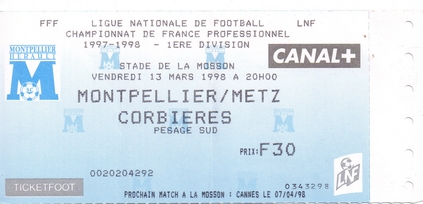 FFF LIGUE NATIONALE DE FOOTBALL LNF
CHAMPIONNAT DE FRANCE PROFESSIONNEL
1997-1998 - 1ERE DIVISION
MONTPELLIER
HERAULT
M
CANAL+
STADE DE LA MOSSON
VENDREDI 13 MARS 1998 A 20H00
MONTPELLIER/METZ
CORBIERES
PESAGE SUD
PRIX:F30
0020204292
0343298
LNF
TICKETFOOT
PROCHAIN MATCH A LA MOSSON: CANNES LE 07/04/98